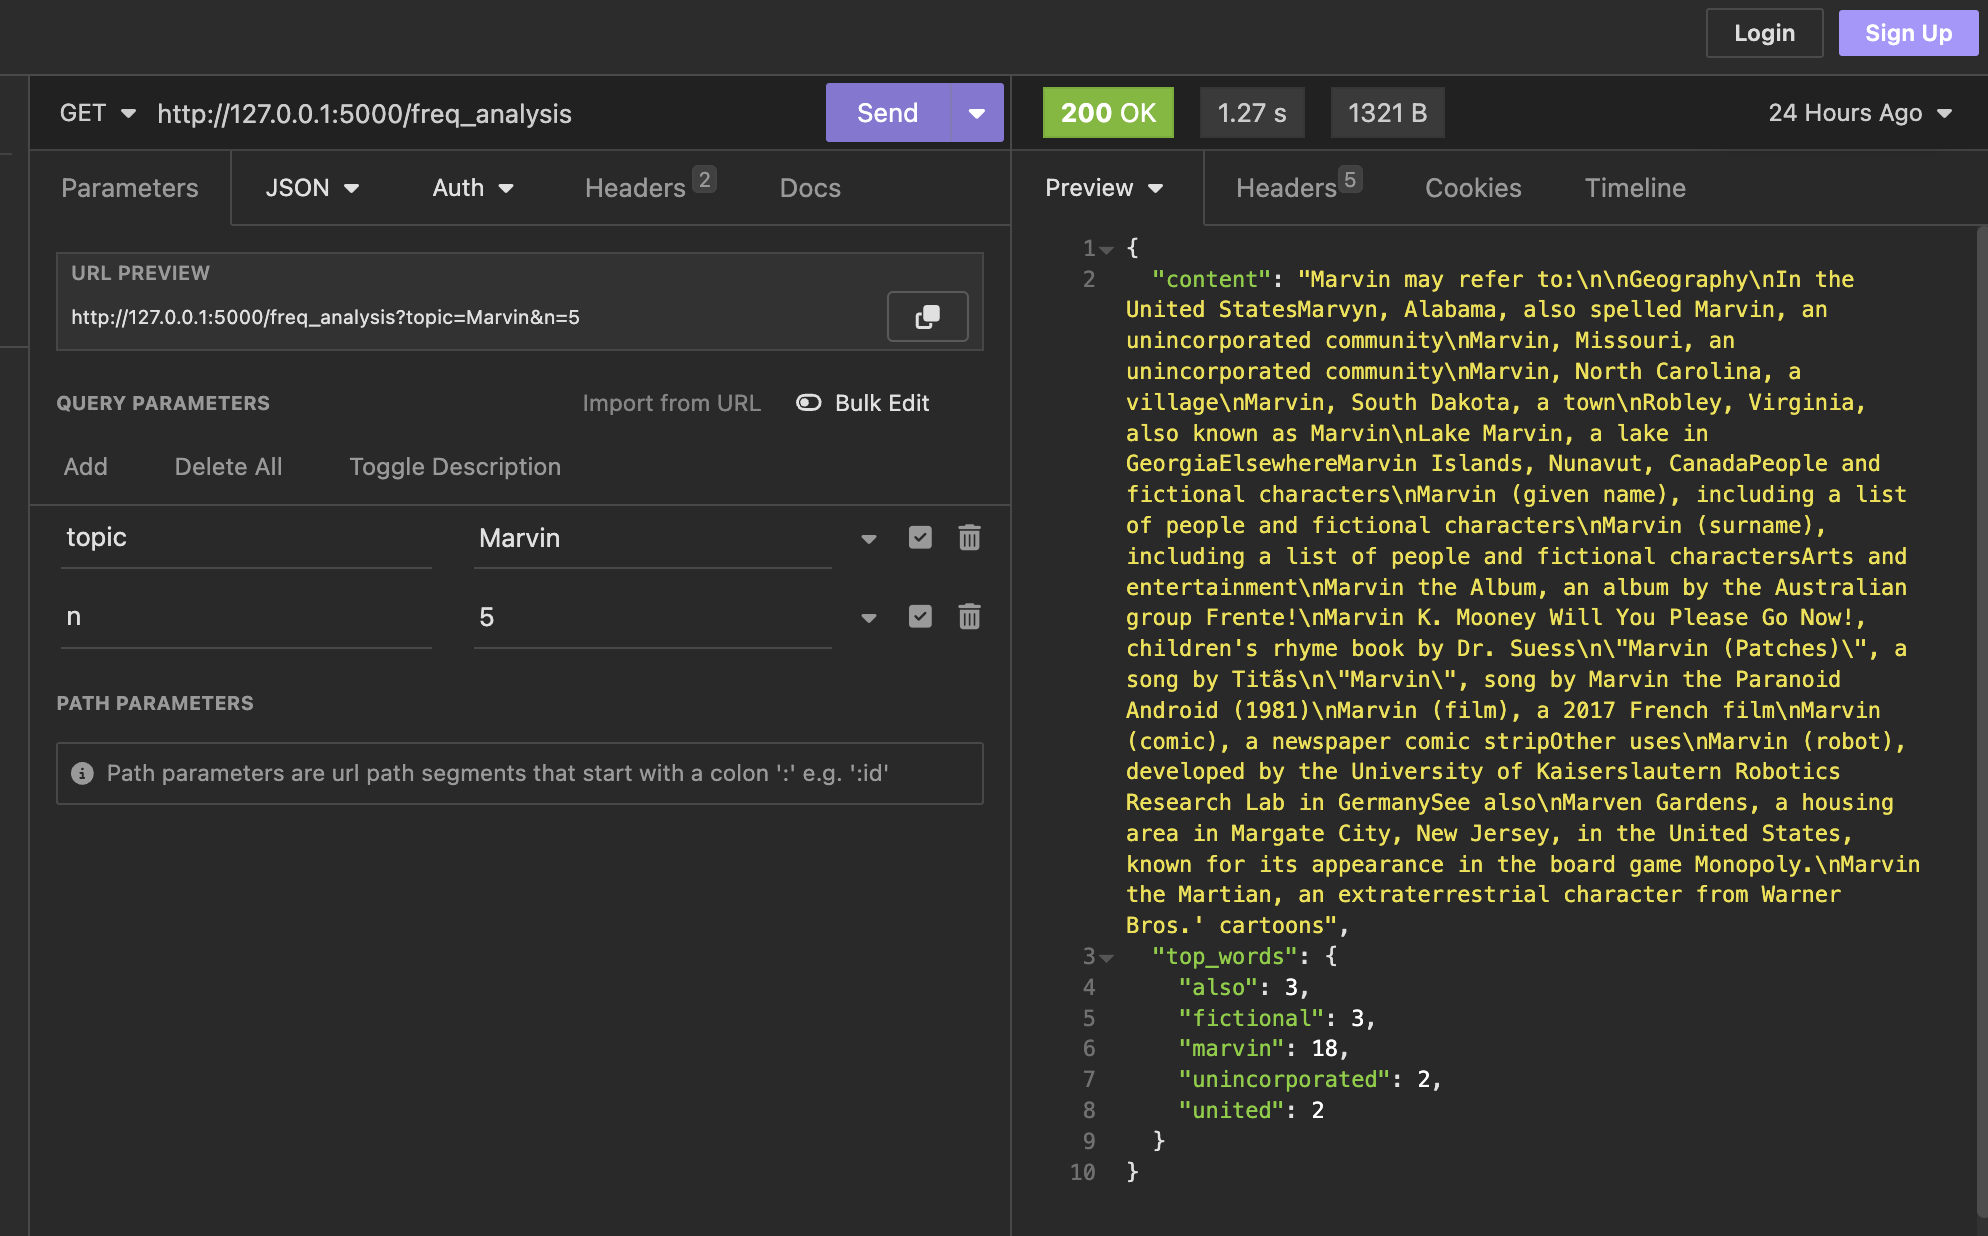 Login
Sign Up
GET
http://127.0.0.1:5000/freq_analysis
Send
200 OK
1.27 s
1321 B
24 Hours Ago
Parameters
JSON
Auth
Headers 2
Docs
Preview
Headers 5
Cookies
Timeline
URL PREVIEW
http://127.0.0.1:5000/freq_analysis?topic=Marvin&n=5
QUERY PARAMETERS
Import from URL
Bulk Edit
Add
Delete All
Toggle Description
topic
Marvin
n
5
PATH PARAMETERS
Path parameters are url path segments that start with a colon ':' e.g. ':id'
1 {
2 "content": "Marvin may refer to:\n\nGeography\nIn the
United StatesMarvyn, Alabama, also spelled Marvin, an
unincorporated community\nMarvin, Missouri, an
unincorporated community\nMarvin, North Carolina, a
village\nMarvin, South Dakota, a town\nRobley, Virginia,
also known as Marvin\nLake Marvin, a lake in
GeorgiaElsewhereMarvin Islands, Nunavut, CanadaPeople and
fictional characters\nMarvin (given name), including a list
of people and fictional characters\nMarvin (surname),
including a list of people and fictional charactersArts and
entertainment\nMarvin the Album, an album by the Australian
group Frente!\nMarvin K. Mooney Will You Please Go Now!,
children's rhyme book by Dr. Suess\n\"Marvin (Patches)\", a
song by Titãs\n\"Marvin\", song by Marvin the Paranoid
Android (1981)\nMarvin (film), a 2017 French film\nMarvin
(comic), a newspaper comic stripOther uses\nMarvin (robot),
developed by the University of Kaiserslautern Robotics
Research Lab in GermanySee also\nMarven Gardens, a housing
area in Margate City, New Jersey, in the United States,
known for its appearance in the board game Monopoly.\nMarvin
the Martian, an extraterrestrial character from Warner
Bros.' cartoons",
3 "top_words": {
4 "also": 3,
5 "fictional": 3,
6 "marvin": 18,
7 "unincorporated": 2,
8 "united": 2
9 }
10 }